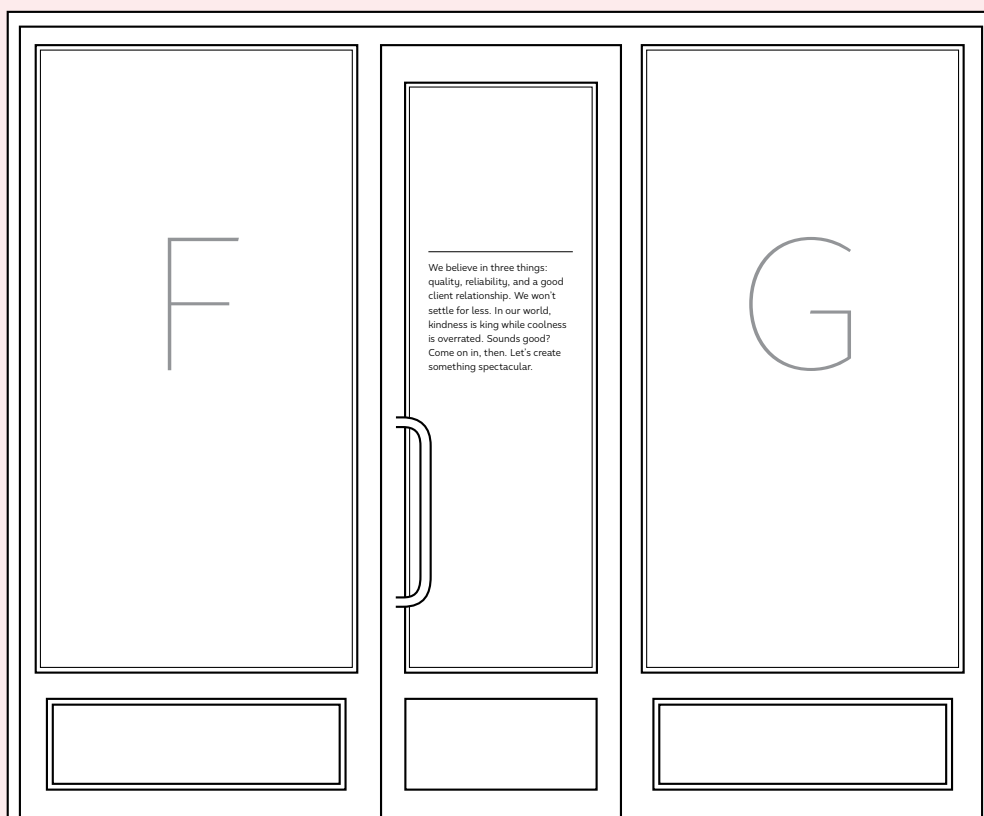 F
We believe in three things:
quality, reliability, and a good
client relationship. We won't
settle for less. In our world,
kindness is king while coolness
is overrated. Sounds good?
Come on in, then. Let's create
something spectacular.
G